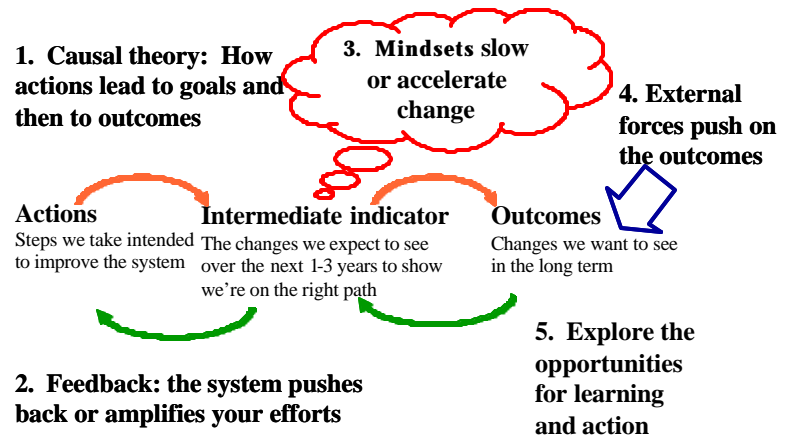 1. Causal theory: How
actions lead to goals and
then to outcomes
3. Mindsets slow
or accelerate
change
4. External
forces push on
the outcomes
Actions
Steps we take intended
to improve the system
Intermediate indicator
The changes we expect to see
over the next 1-3 years to show
we're on the right path
Outcomes
Changes we want to see
in the long term
2. Feedback: the system pushes
back or amplifies your efforts
5. Explore the
opportunities
for learning
and action